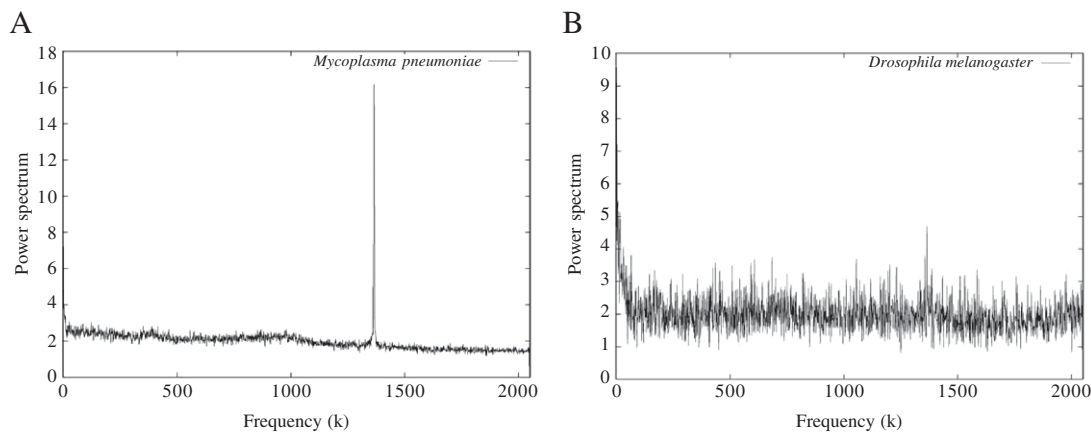 A
Mycoplasma pneumoniae
Power spectrum
18
16
14
12
10
8
6
4
2
0
0 500 1000 1500 2000
Frequency (k)
B
Drosophila melanogaster
Power spectrum
10
9
8
7
6
5
4
3
2
1
0
0 500 1000 1500 2000
Frequency (k)